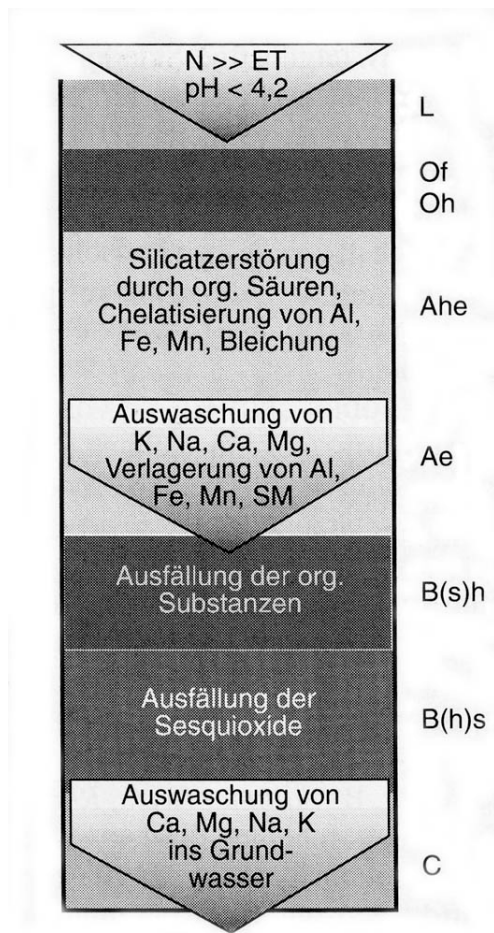 N >> ET
pH < 4,2
L
Of
Oh
Silicatzerstörung
durch org. Säuren,
Chelatisierung von Al,
Fe, Mn, Bleichung
Ahe
Auswaschung von
K, Na, Ca, Mg,
Verlagerung von Al,
Fe, Mn, SM
Ae
Ausfällung der org.
Substanzen
B(s)h
Ausfällung der
Sesquioxide
B(h)s
Auswaschung von
Ca, Mg, Na, K
ins Grund-
wasser
C